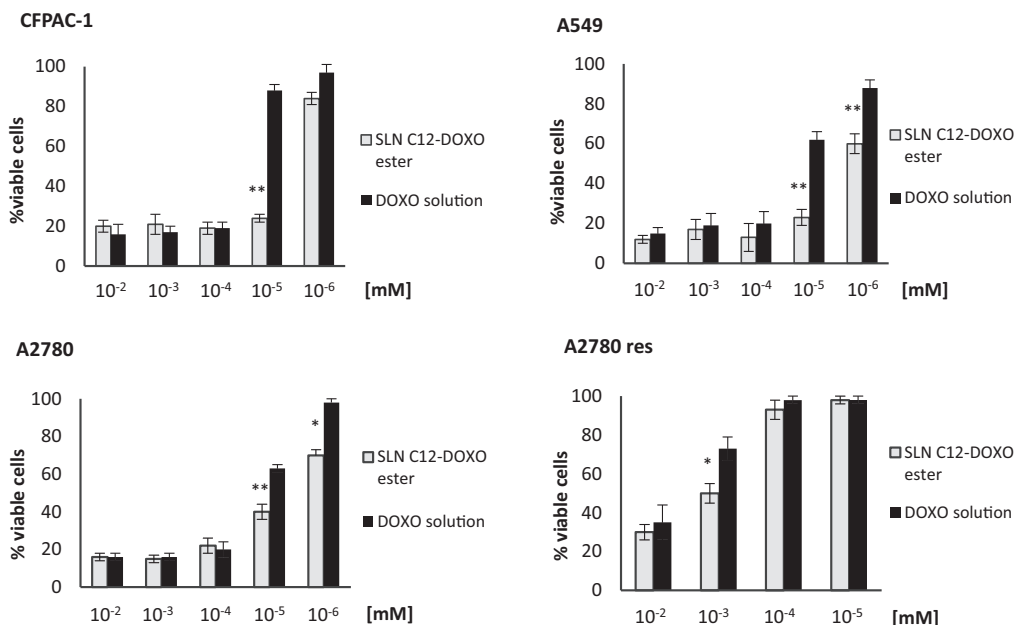 CFPAC-1
%viable cells
100
80
60
40
20
0
**
10⁻² 10⁻³ 10⁻⁴ 10⁻⁵ 10⁻⁶ [mM]
SLN C12-DOXO
ester
DOXO solution
A549
%viable cells
100
80
60
40
20
0
**
**
10⁻² 10⁻³ 10⁻⁴ 10⁻⁵ 10⁻⁶ [mM]
SLN C12-DOXO
ester
DOXO solution
A2780
% viable cells
100
80
60
40
20
0
**
*
10⁻² 10⁻³ 10⁻⁴ 10⁻⁵ 10⁻⁶ [mM]
SLN C12-DOXO
ester
DOXO solution
A2780 res
% viable cells
100
80
60
40
20
0
*
10⁻² 10⁻³ 10⁻⁴ 10⁻⁵ [mM]
SLN C12-DOXO
ester
DOXO solution